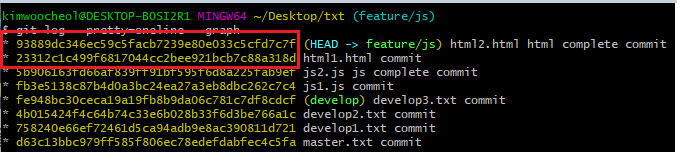 kimwoocheol@DESKTOP-BOSI2R1 MINGW64 ~/Desktop/txt (feature/js)
$ git log --pretty=oneline --graph
* 93889dc346ec59c5facb7239e80e033c5cfd7c7f (HEAD -> feature/js) html2.html html complete commit
* 23312c1c499f6817044cc2bee921bcb7c88a318d html1.html commit
* 5b906163fd66af839ff91bf595f6d8a225fab9ef js2.js js complete commit
* fb3e5138c87b4d0a3bc24ea27a3eb8dbc262c7c4 js1.js commit
* fe948bc30ceca19a19fb8b9da06c781c7df8cdcf (develop) develop3.txt commit
* 4b015424f4c64b74c33e6b028b33f6d3be766a1c develop2.txt commit
* 758240e66ef72461d5ca94adb9e8ac390811d721 develop1.txt commit
* d63c13bbc979ff585f806ec78edefdabfec4c5fa master.txt commit